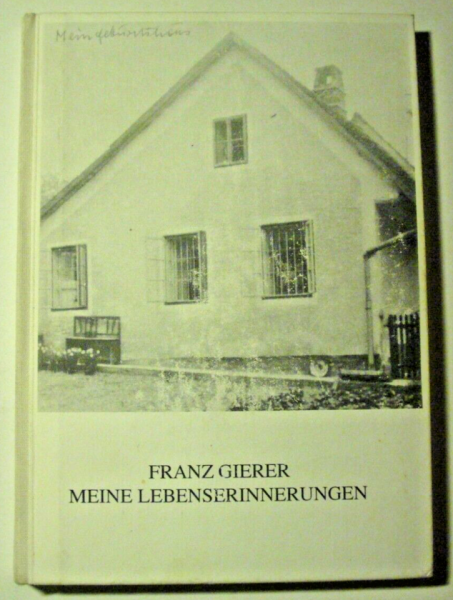 Mein Geburtshaus
FRANZ GIERER
MEINE LEBENSERINNERUNGEN